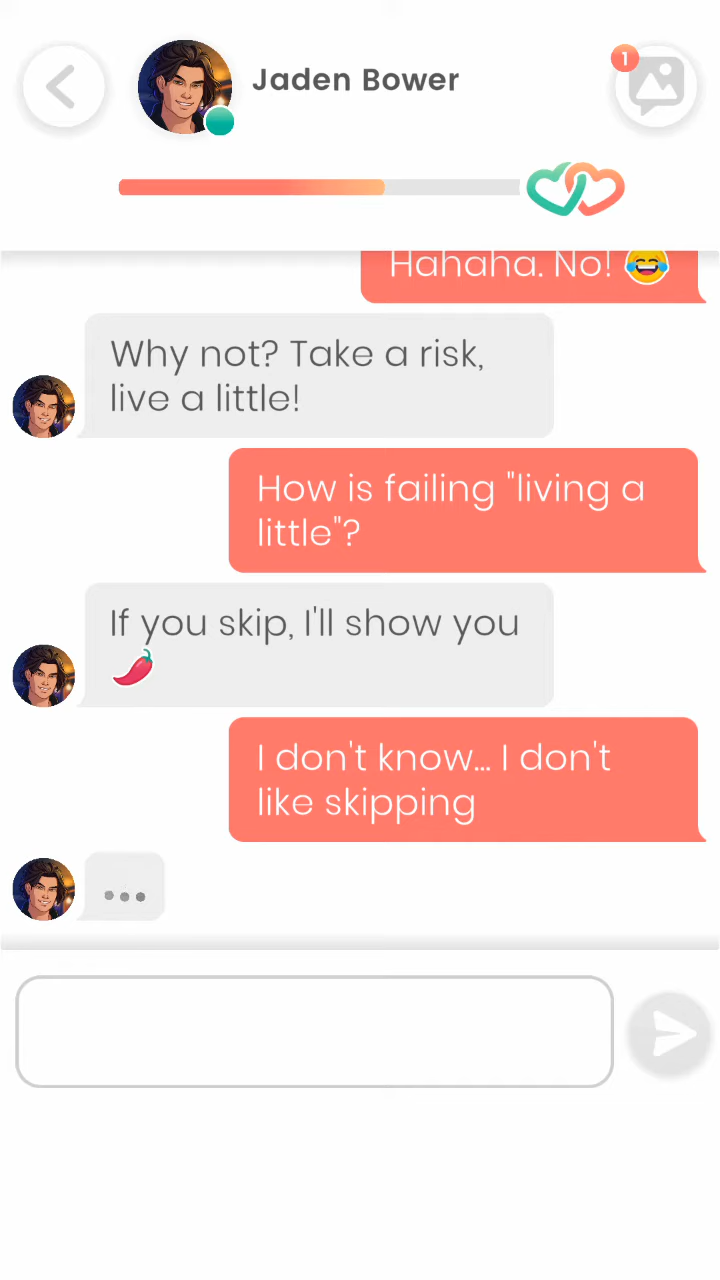 Jaden Bower
1
Hahaha. No! 😂
Why not? Take a risk,
live a little!
How is failing "living a
little"?
If you skip, I'll show you
🌶️
I don't know... I don't
like skipping
...